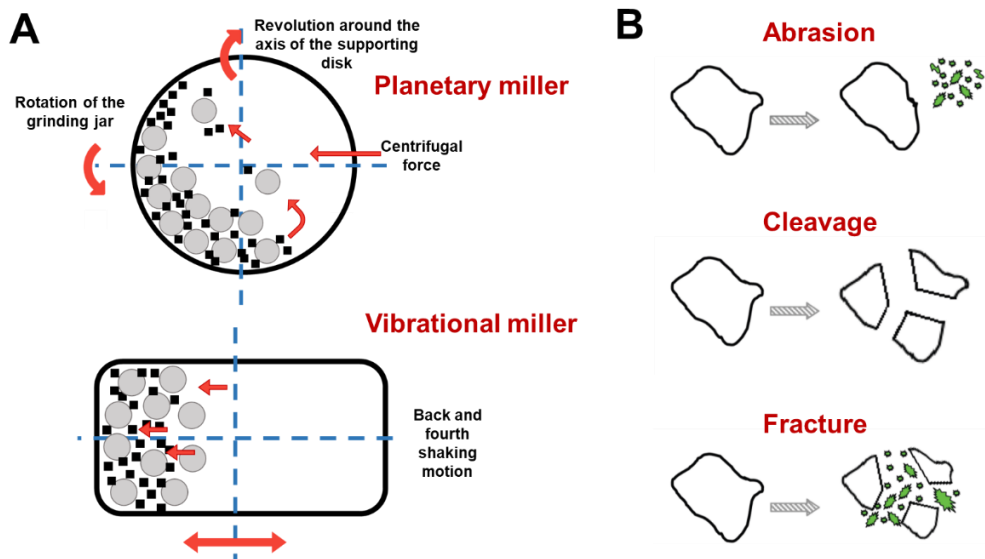 A
Revolution around the
axis of the supporting
disk
Planetary miller
Rotation of the
grinding jar
Centrifugal
force
Vibrational miller
Back and
fourth
shaking
motion
B
Abrasion
Cleavage
Fracture